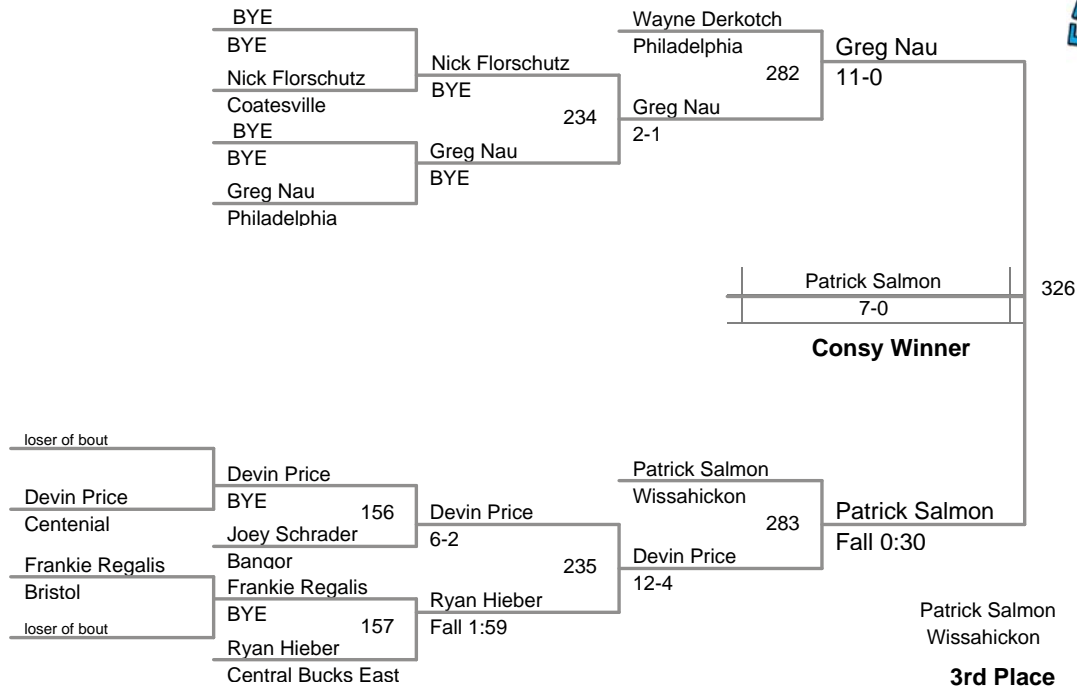 BYE
BYE
Nick Florschutz
Coatesville
BYE
BYE
Greg Nau
Philadelphia
Nick Florschutz
BYE
234
Greg Nau
BYE
Wayne Derkotch
Philadelphia
282
Greg Nau
2-1
Greg Nau
11-0
Patrick Salmon
7-0
326
Consy Winner
loser of bout
Devin Price
Centenial
Frankie Regalis
Bristol
loser of bout
Devin Price
BYE
156
Joey Schrader
Bangor
Frankie Regalis
BYE
157
Ryan Hieber
Central Bucks East
Devin Price
6-2
235
Ryan Hieber
Fall 1:59
Patrick Salmon
Wissahickon
283
Devin Price
12-4
Patrick Salmon
Fall 0:30
Patrick Salmon
Wissahickon
3rd Place